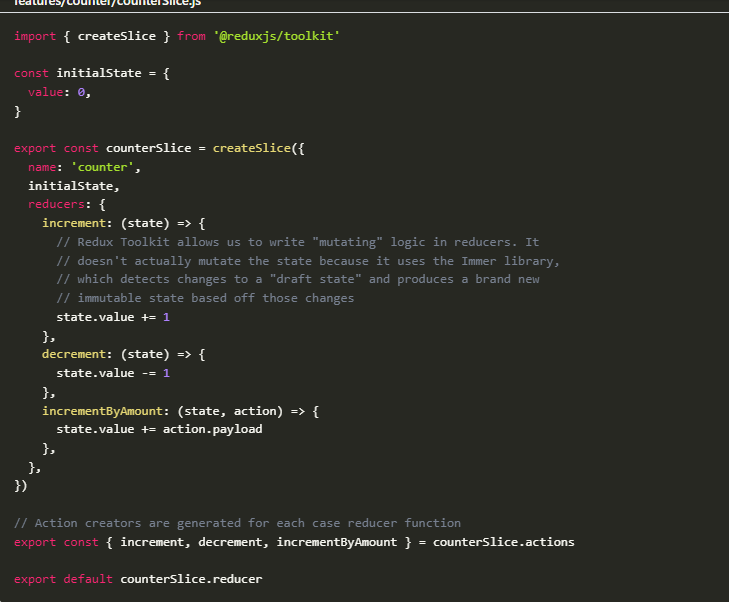 features/counter/counterSlice.js
import { createSlice } from '@reduxjs/toolkit'
const initialState = {
  value: 0,
}
export const counterSlice = createSlice({
  name: 'counter',
  initialState,
  reducers: {
    increment: (state) => {
      // Redux Toolkit allows us to write "mutating" logic in reducers. It
      // doesn't actually mutate the state because it uses the Immer library,
      // which detects changes to a "draft state" and produces a brand new
      // immutable state based off those changes
      state.value += 1
    },
    decrement: (state) => {
      state.value -= 1
    },
    incrementByAmount: (state, action) => {
      state.value += action.payload
    },
  },
})
// Action creators are generated for each case reducer function
export const { increment, decrement, incrementByAmount } = counterSlice.actions
export default counterSlice.reducer